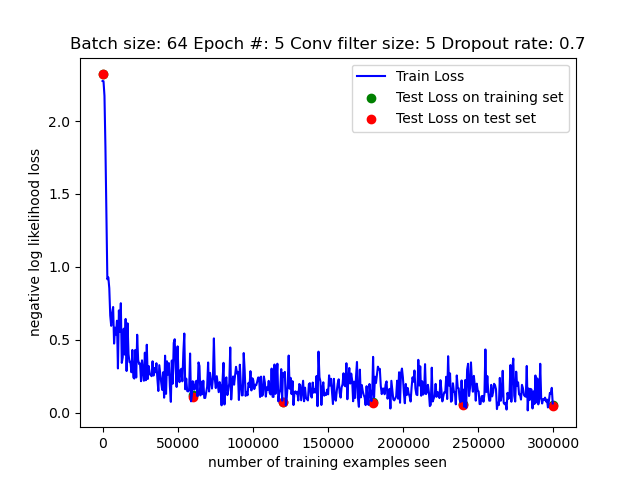 Batch size: 64 Epoch #: 5 Conv filter size: 5 Dropout rate: 0.7
Train Loss
Test Loss on training set
Test Loss on test set
negative log likelihood loss
2.0
1.5
1.0
0.5
0.0
0 50000 100000 150000 200000 250000 300000
number of training examples seen